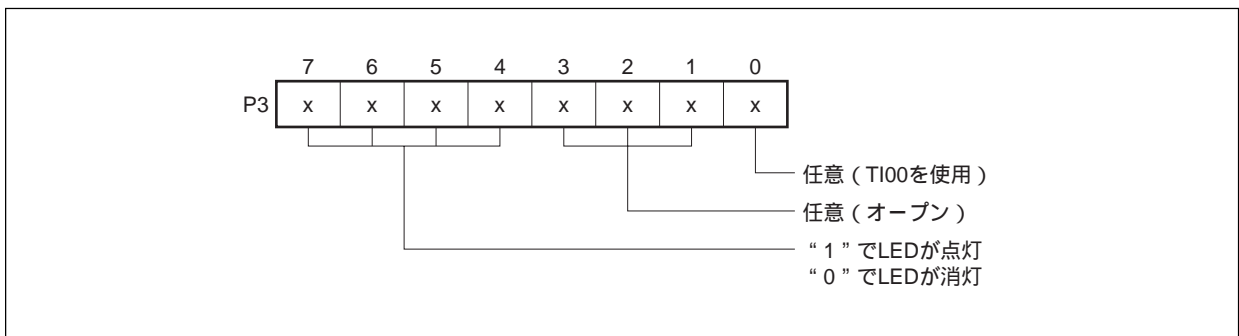 7 6 5 4 3 2 1 0
P3 x x x x x x x x
任意（TI00を使用）
任意（オープン）
“1”でLEDが点灯
“0”でLEDが消灯